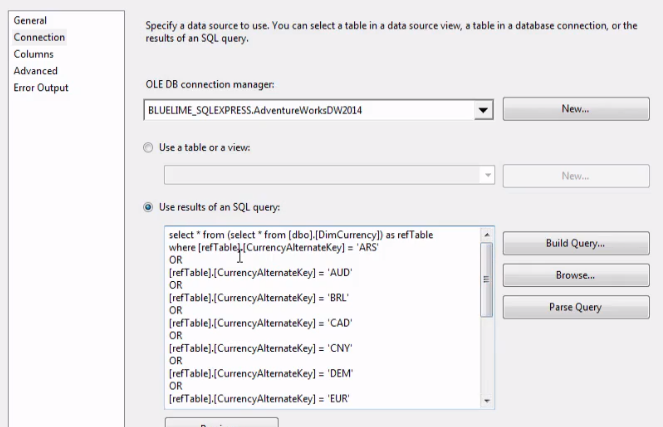 General
Connection
Columns
Advanced
Error Output
Specify a data source to use. You can select a table in a data source view, a table in a database connection, or the
results of an SQL query.
OLE DB connection manager:
BLUELIME_SQLEXPRESS.AdventureWorksDW2014
New...
Use a table or a view:
New...
Use results of an SQL query:
select * from (select * from [dbo].[DimCurrency]) as refTable
where [refTable].[CurrencyAlternateKey] = 'ARS'
OR
[refTable].[CurrencyAlternateKey] = 'AUD'
OR
[refTable].[CurrencyAlternateKey] = 'BRL'
OR
[refTable].[CurrencyAlternateKey] = 'CAD'
OR
[refTable].[CurrencyAlternateKey] = 'CNY'
OR
[refTable].[CurrencyAlternateKey] = 'DEM'
OR
[refTable].[CurrencyAlternateKey] = 'EUR'
Build Query...
Browse...
Parse Query